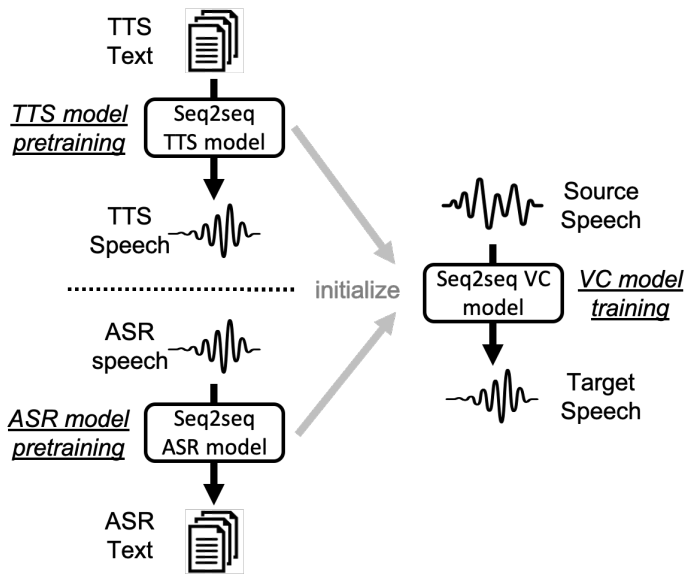 TTS
Text
TTS model
pretraining
Seq2seq
TTS model
TTS
Speech
ASR
speech
ASR model
pretraining
Seq2seq
ASR model
ASR
Text
initialize
Source
Speech
Seq2seq VC
model
VC model
training
Target
Speech